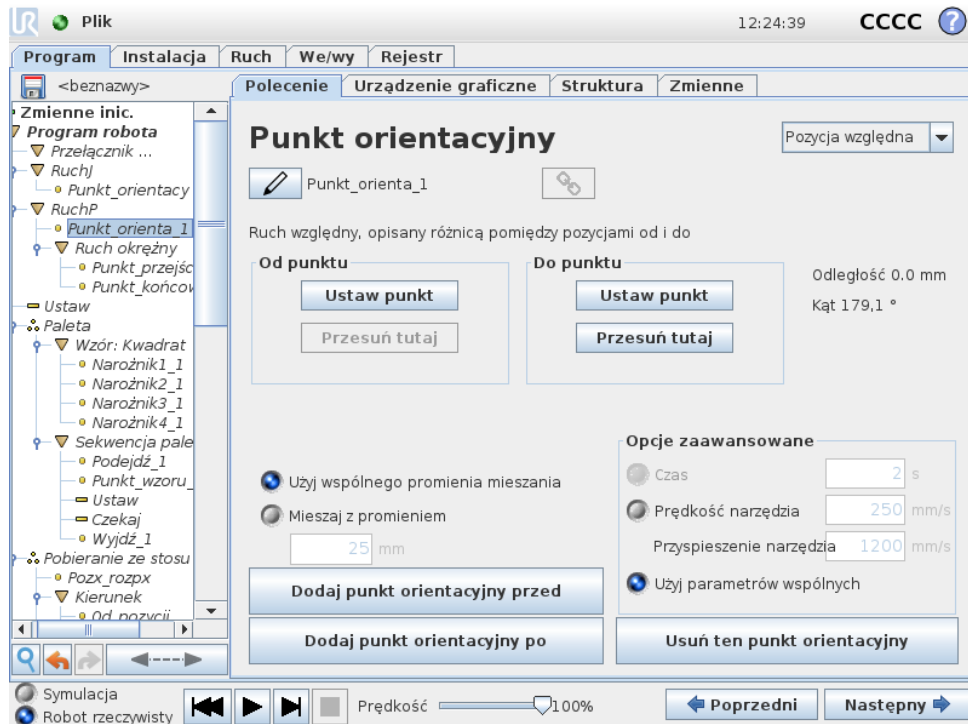 UR Plik 12:24:39 CCCC ?
Program Instalacja Ruch We/wy Rejestr
<beznazwy>
Polecenie Urządzenie graficzne Struktura Zmienne
Zmienne inic.
Program robota
Przełącznik ...
RuchJ
Punkt_orientacy
RuchP
Punkt_orienta_1
Ruch okrężny
Punkt_przejśc
Punkt_końcow
Ustaw
Paleta
Wzór: Kwadrat
Narożnik1_1
Narożnik2_1
Narożnik3_1
Narożnik4_1
Sekwencja pale
Podejdź_1
Punkt_wzoru_
Ustaw
Czekaj
Wyjdź_1
Pobieranie ze stosu
Pozx_rozpx
Kierunek
Od_pozycji
Punkt orientacyjny
Pozycja względna
Punkt_orienta_1
Ruch względny, opisany różnicą pomiędzy pozycjami od i do
Od punktu
Ustaw punkt
Przesuń tutaj
Do punktu
Ustaw punkt
Przesuń tutaj
Odległość 0.0 mm
Kąt 179,1 °
Użyj wspólnego promienia mieszania
Mieszaj z promieniem
25 mm
Opcje zaawansowane
Czas 2 s
Prędkość narzędzia 250 mm/s
Przyspieszenie narzędzia 1200 mm/s
Użyj parametrów wspólnych
Dodaj punkt orientacyjny przed
Dodaj punkt orientacyjny po
Usuń ten punkt orientacyjny
Symulacja
Robot rzeczywisty
Prędkość 100%
Poprzedni
Następny